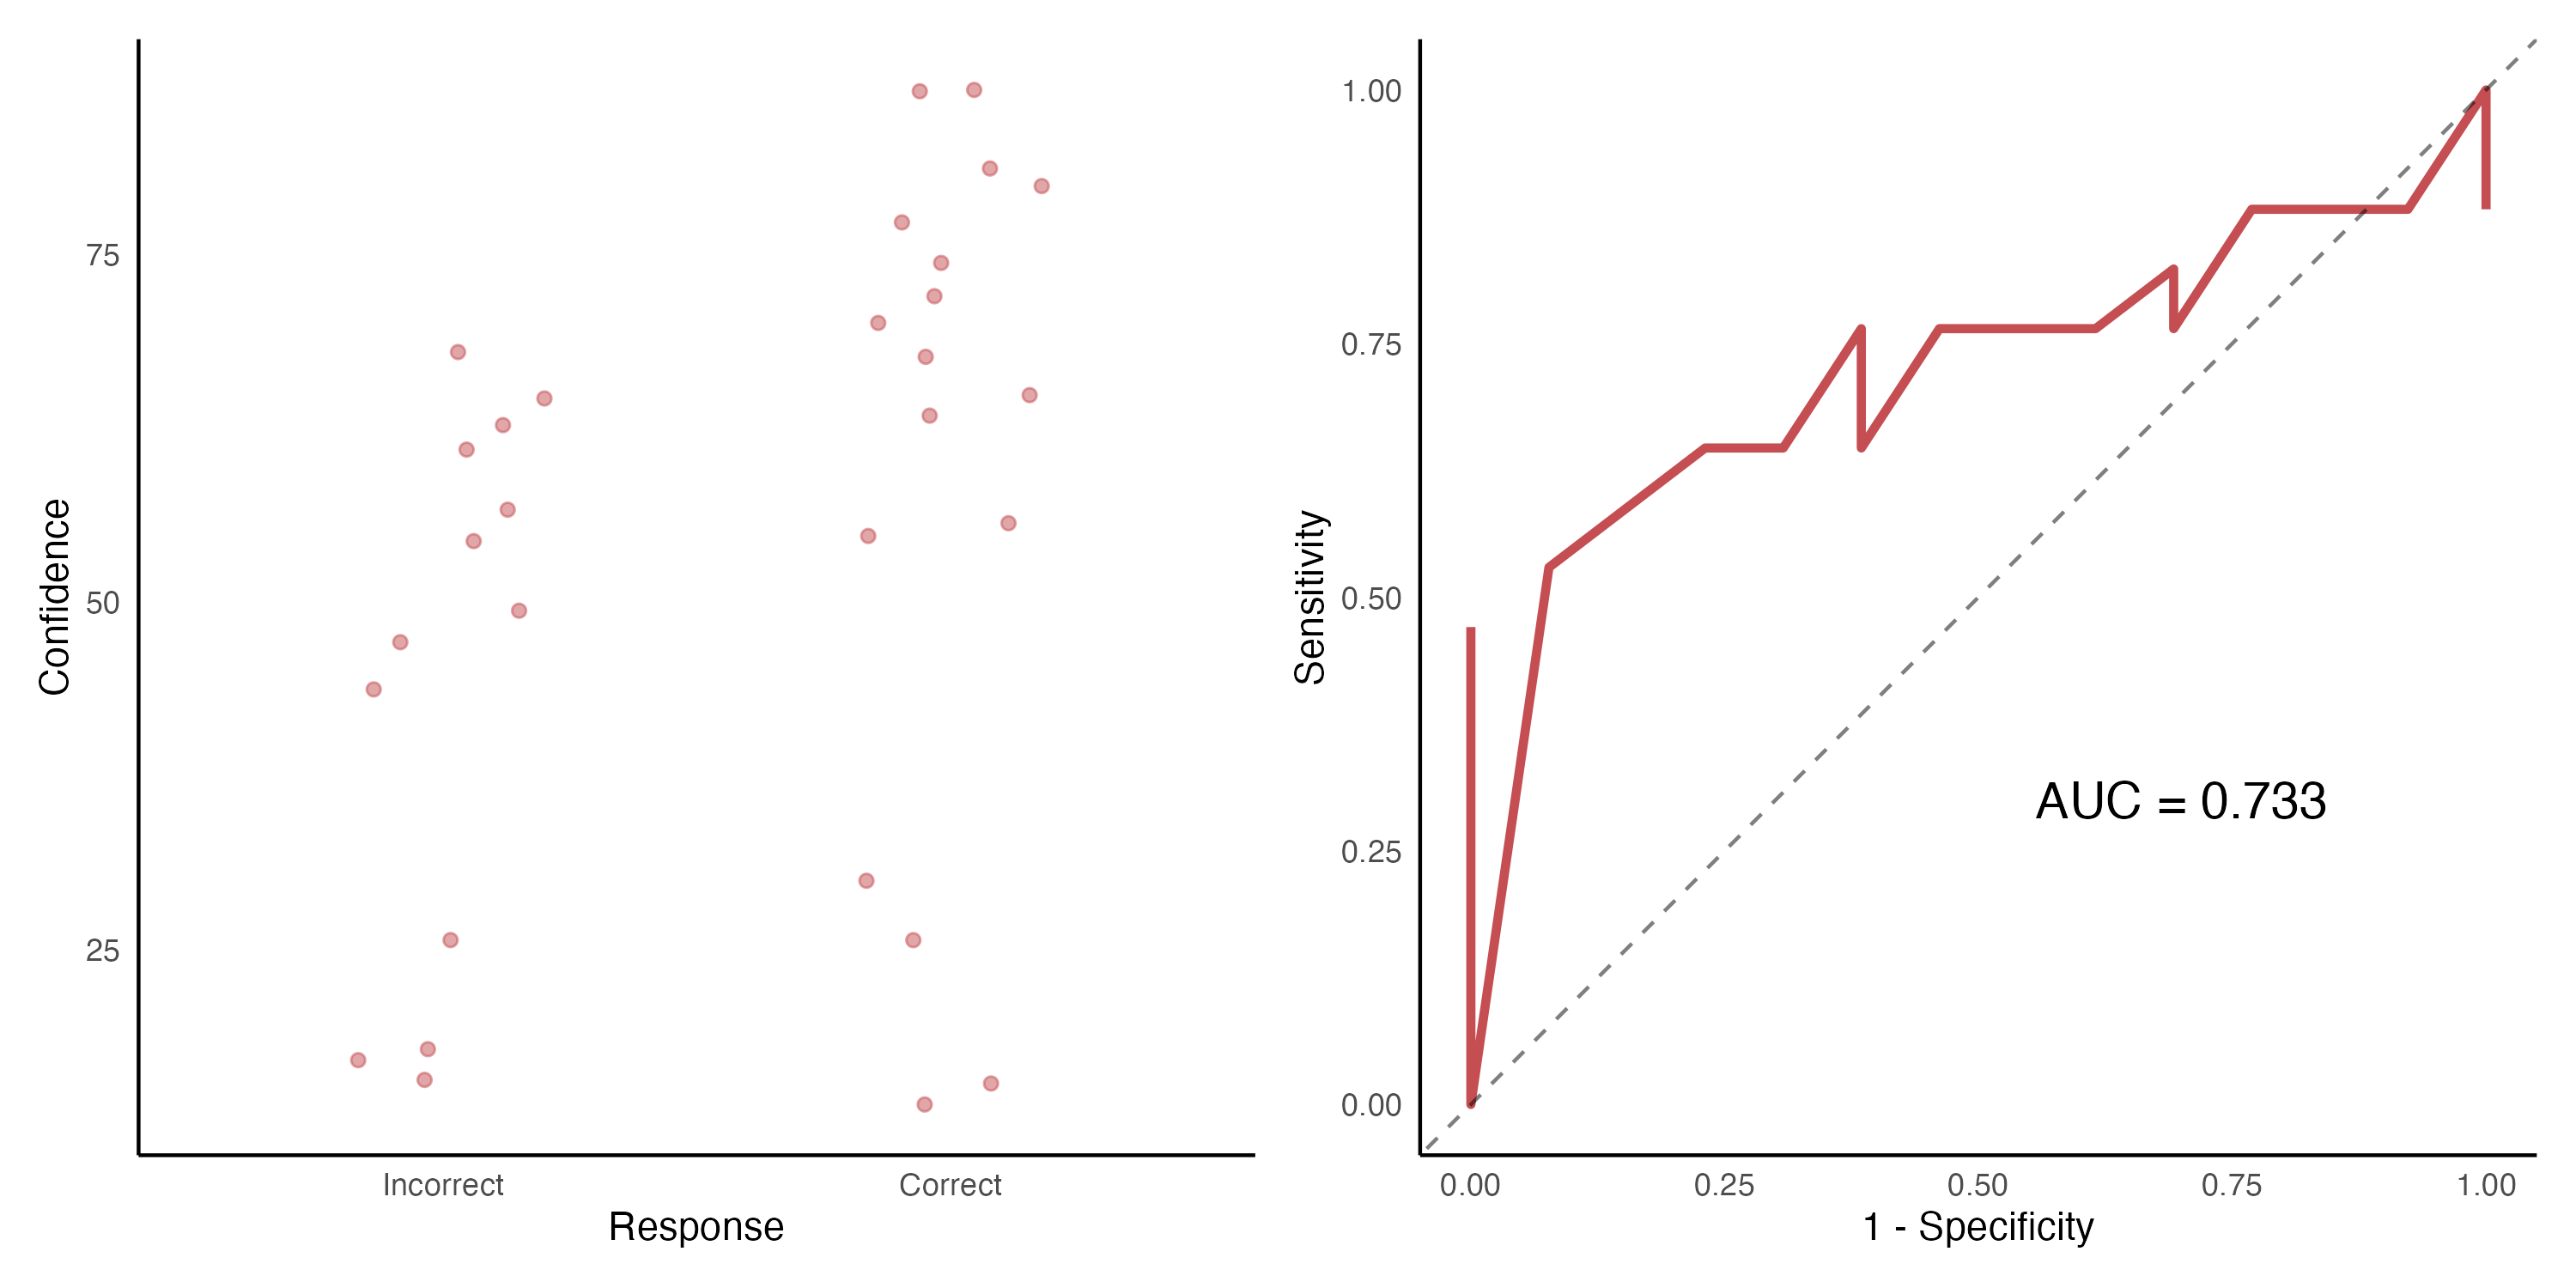 Confidence
75
50
25
Incorrect
Correct
Response
Sensitivity
1.00
0.75
0.50
0.25
0.00
AUC = 0.733
0.00
0.25
0.50
0.75
1.00
1 - Specificity